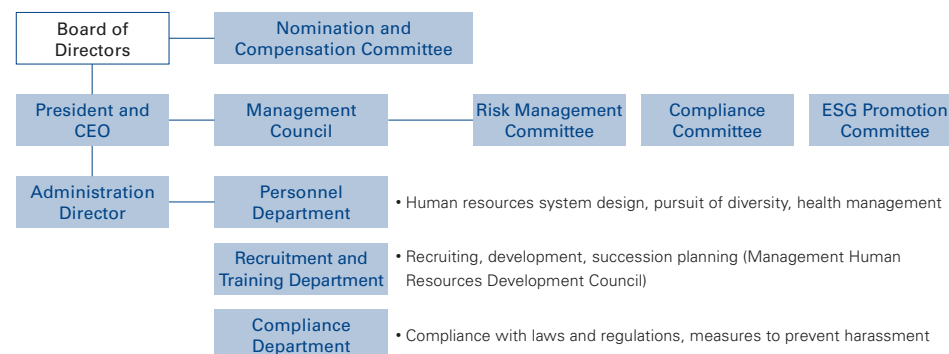 Board of
Directors
Nomination and
Compensation Committee
President and
CEO
Management
Council
Risk Management
Committee
Compliance
Committee
ESG Promotion
Committee
Administration
Director
Personnel
Department
• Human resources system design, pursuit of diversity, health management
Recruitment and
Training Department
• Recruiting, development, succession planning (Management Human
Resources Development Council)
Compliance
Department
• Compliance with laws and regulations, measures to prevent harassment